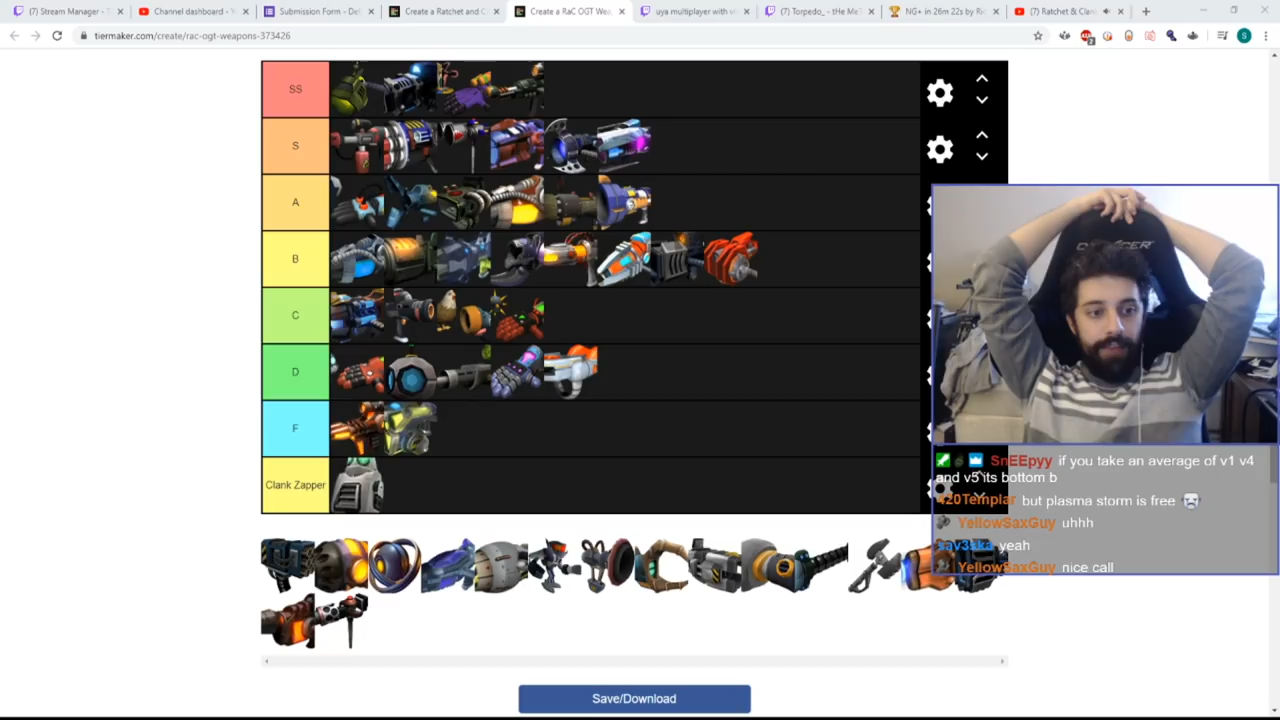 (7) Stream Manager - T
Channel dashboard - Y
Submission Form - De
Create a Ratchet and C
Create a RaC OGT Wea
uya multiplayer with v
(7) Torpedo_ - tHe Me
NG+ in 26m 22s by Ri
(7) Ratchet & Clan
tiermaker.com/create/rac-ogt-weapons-373426
SS
S
A
B
C
D
F
Clank Zapper
SnEEpyy if you take an average of v1 v4
and v5 its bottom b
420Templar but plasma storm is free
YellowSaxGuy uhhh
yeah
YellowSaxGuy nice call
Save/Download